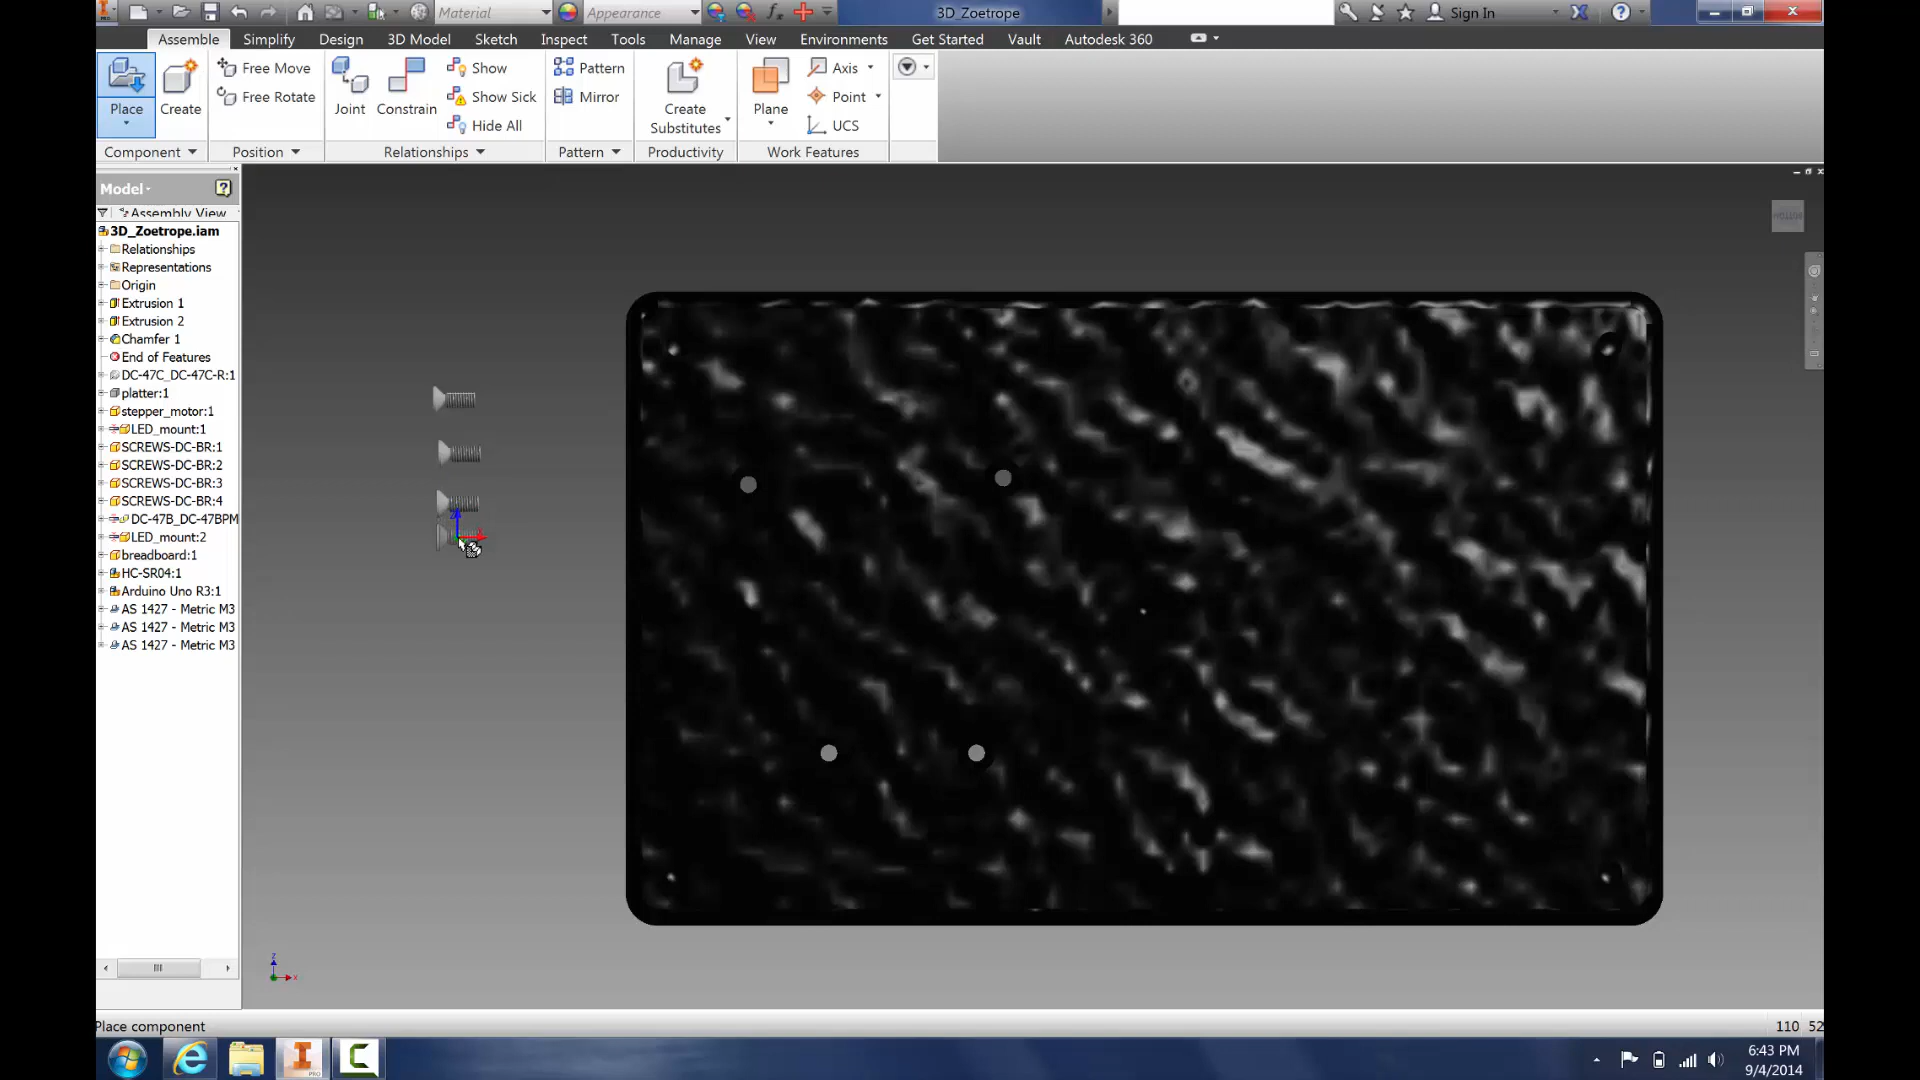 Material
Appearance
3D_Zoetrope
Sign In
Assemble Simplify Design 3D Model Sketch Inspect Tools Manage View Environments Get Started Vault Autodesk 360
Place
Create
Free Move
Free Rotate
Joint
Constrain
Show
Show Sick
Hide All
Pattern
Mirror
Create
Substitutes
Plane
Axis
Point
UCS
Component Position Relationships Pattern Productivity Work Features
Model
Assembly View
3D_Zoetrope.iam
Relationships
Representations
Origin
Extrusion 1
Extrusion 2
Chamfer 1
End of Features
DC-47C_DC-47C-R:1
platter:1
stepper_motor:1
LED_mount:1
SCREWS-DC-BR:1
SCREWS-DC-BR:2
SCREWS-DC-BR:3
SCREWS-DC-BR:4
DC-47B_DC-47BPM
LED_mount:2
breadboard:1
HC-SR04:1
Arduino Uno R3:1
AS 1427 - Metric M3
AS 1427 - Metric M3
AS 1427 - Metric M3
Place component
110 52
6:43 PM
9/4/2014